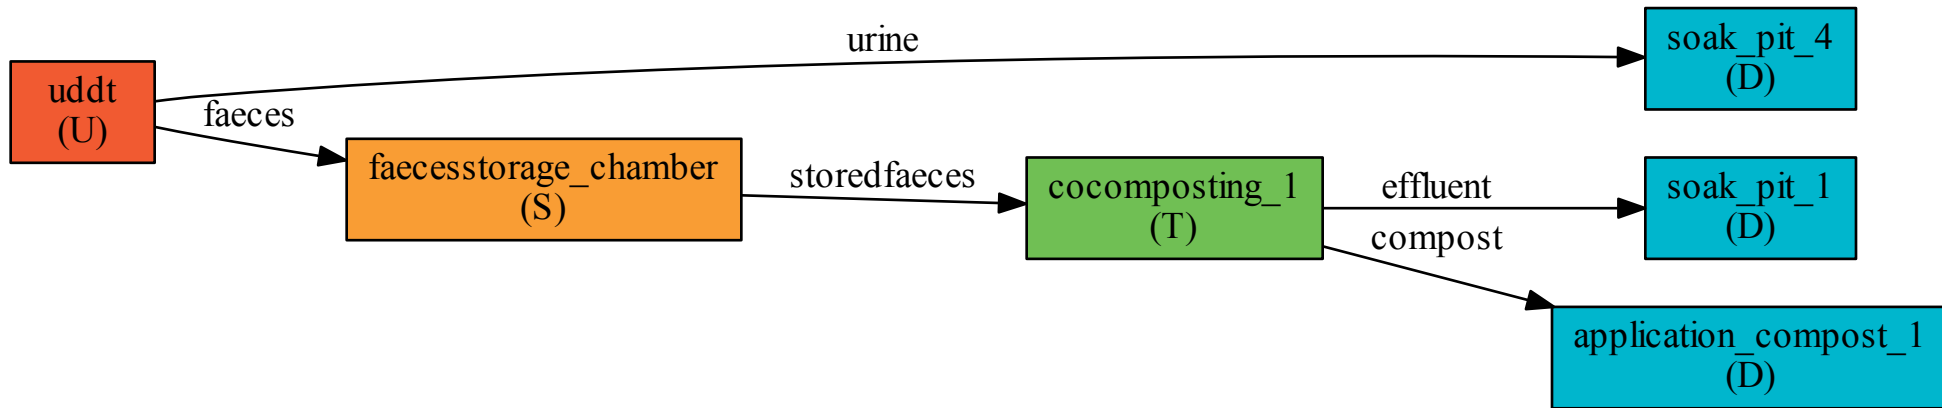 urine
soak_pit_4
(D)
uddt
(U)
faeces
faecesstorage_chamber
(S)
storedfaeces
cocomposting_1
(T)
effluent
soak_pit_1
(D)
compost
application_compost_1
(D)